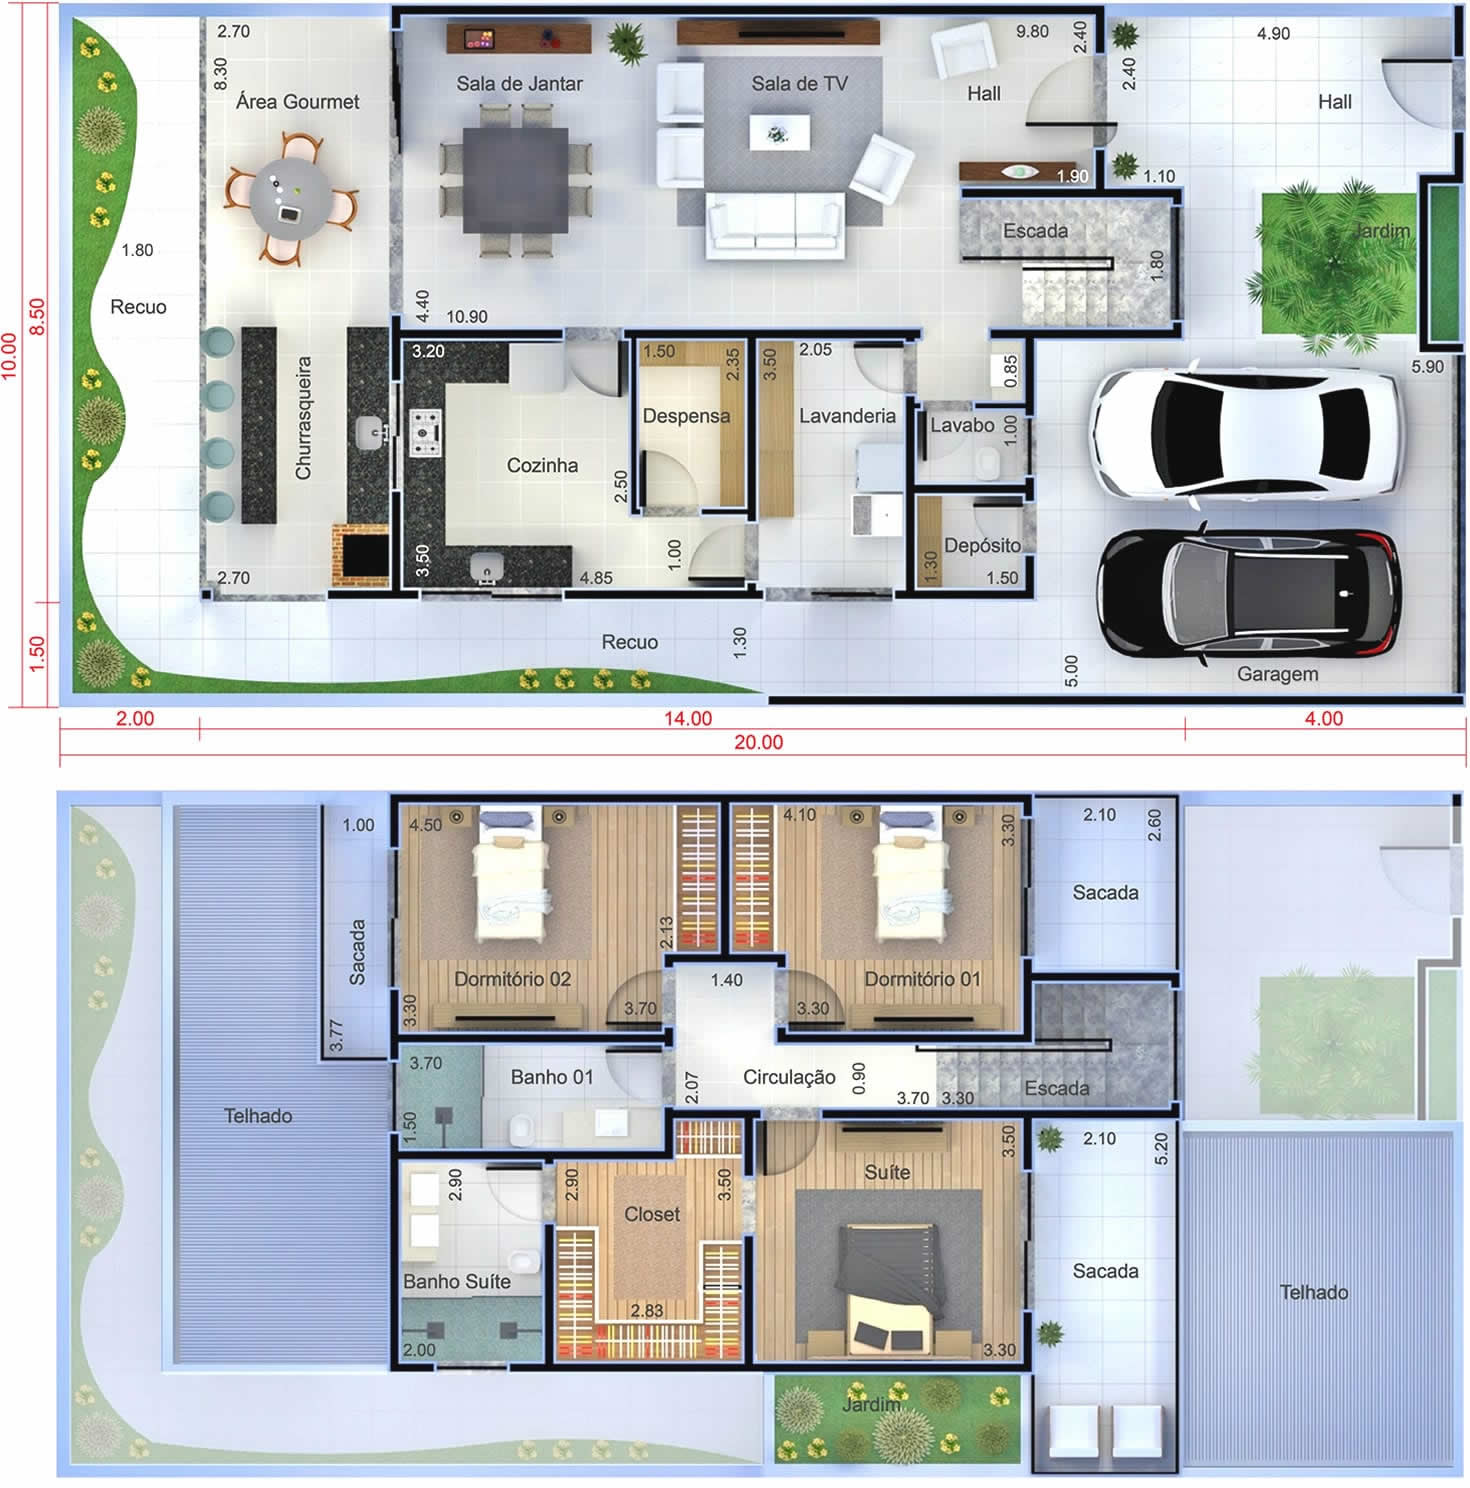 2.70
9.80
2.40
4.90
8.30
Sala de Jantar
Sala de TV
Hall
2.40
Hall
Área Gourmet
1.90
1.10
1.80
Escada
Jardim
1.80
Recuo
4.40
10.90
10.00
8.50
3.20
1.50
2.35
3.50
2.05
0.85
5.90
Churrasqueira
Despensa
Lavanderia
Lavabo
1.00
Cozinha
2.50
3.50
2.70
4.85
1.00
Depósito
1.30
1.50
1.50
Recuo
1.30
5.00
Garagem
2.00
14.00
4.00
20.00
1.00
4.50
4.10
3.30
2.10
2.60
Sacada
Sacada
2.13
Dormitório 02
1.40
Dormitório 01
3.30
3.70
3.30
3.77
3.70
Banho 01
Circulação
0.90
2.07
3.70
3.30
Escada
Telhado
1.50
2.90
2.90
3.50
Suíte
3.50
2.10
5.20
Closet
Banho Suíte
Sacada
Telhado
2.83
2.00
3.30
Jardim